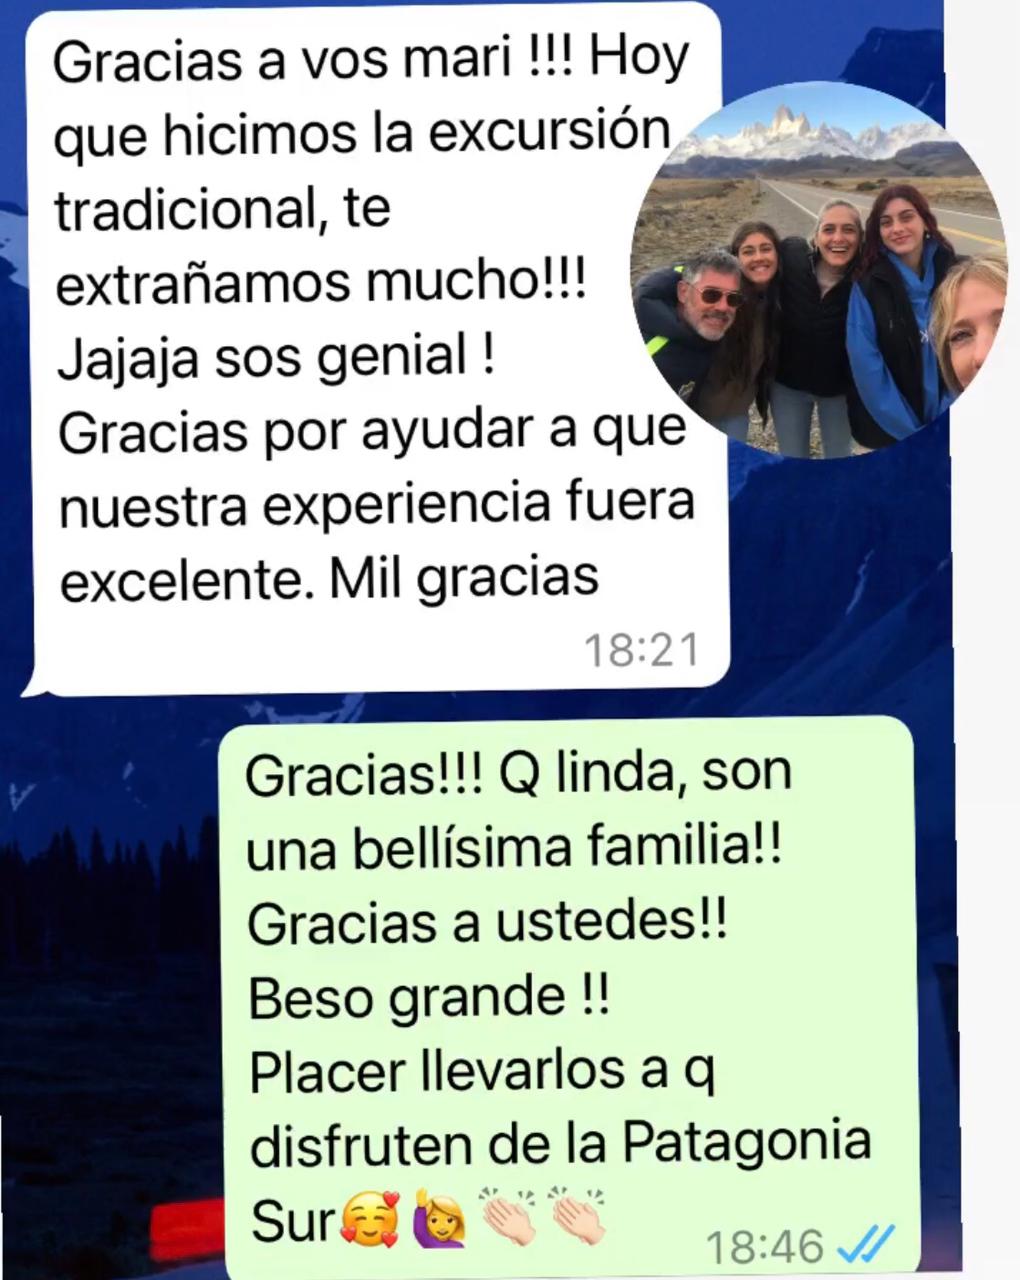 Gracias a vos mari !!! Hoy
que hicimos la excursión
tradicional, te
extrañamos mucho!!!
Jajaja sos genial !
Gracias por ayudar a que
nuestra experiencia fuera
excelente. Mil gracias
18:21
Gracias!!! Q linda, son
una bellísima familia!!
Gracias a ustedes!!
Beso grande !!
Placer llevarlos a q
disfruten de la Patagonia
Sur🥰🙋‍♀️👏🏻👏🏻
18:46